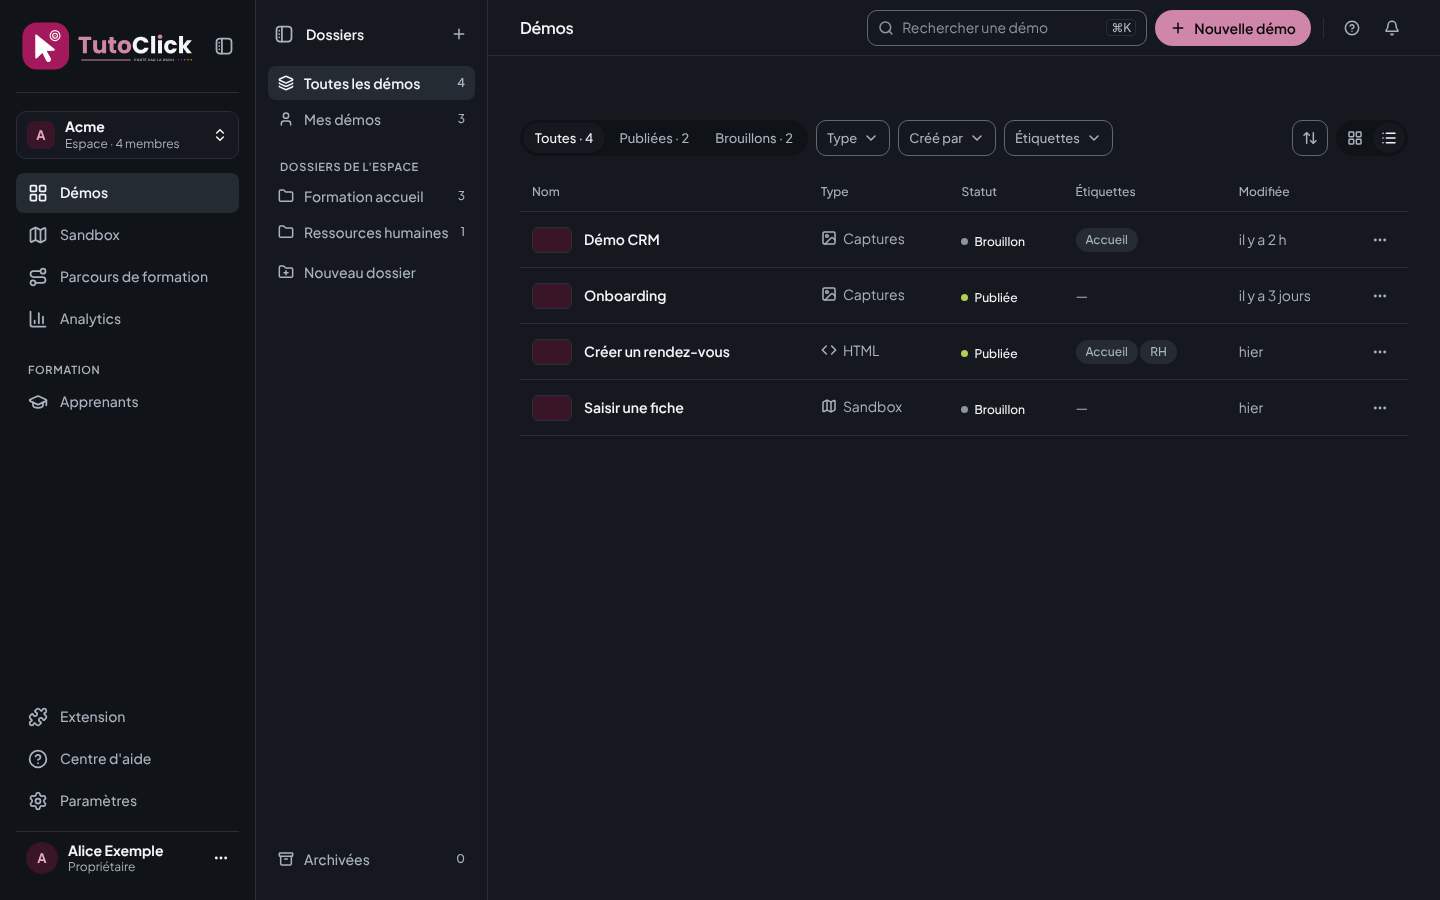 TutoClick
Acme
A
Espace · 4 membres
Démos
Sandbox
Parcours de formation
Analytics
FORMATION
Apprenants
Extension
Centre d'aide
Paramètres
A
Alice Exemple
Propriétaire
Dossiers
Toutes les démos 4
Mes démos 3
DOSSIERS DE L'ESPACE
Formation accueil 3
Ressources humaines 1
Nouveau dossier
Archivées 0
Démos
Rechercher une démo ⌘K
Nouvelle démo
Toutes · 4 Publiées · 2 Brouillons · 2 Type Créé par Étiquettes
Nom Type Statut Étiquettes Modifiée
Démo CRM Captures Brouillon Accueil il y a 2 h
Onboarding Captures Publiée — il y a 3 jours
Créer un rendez-vous HTML Publiée Accueil RH hier
Saisir une fiche Sandbox Brouillon — hier